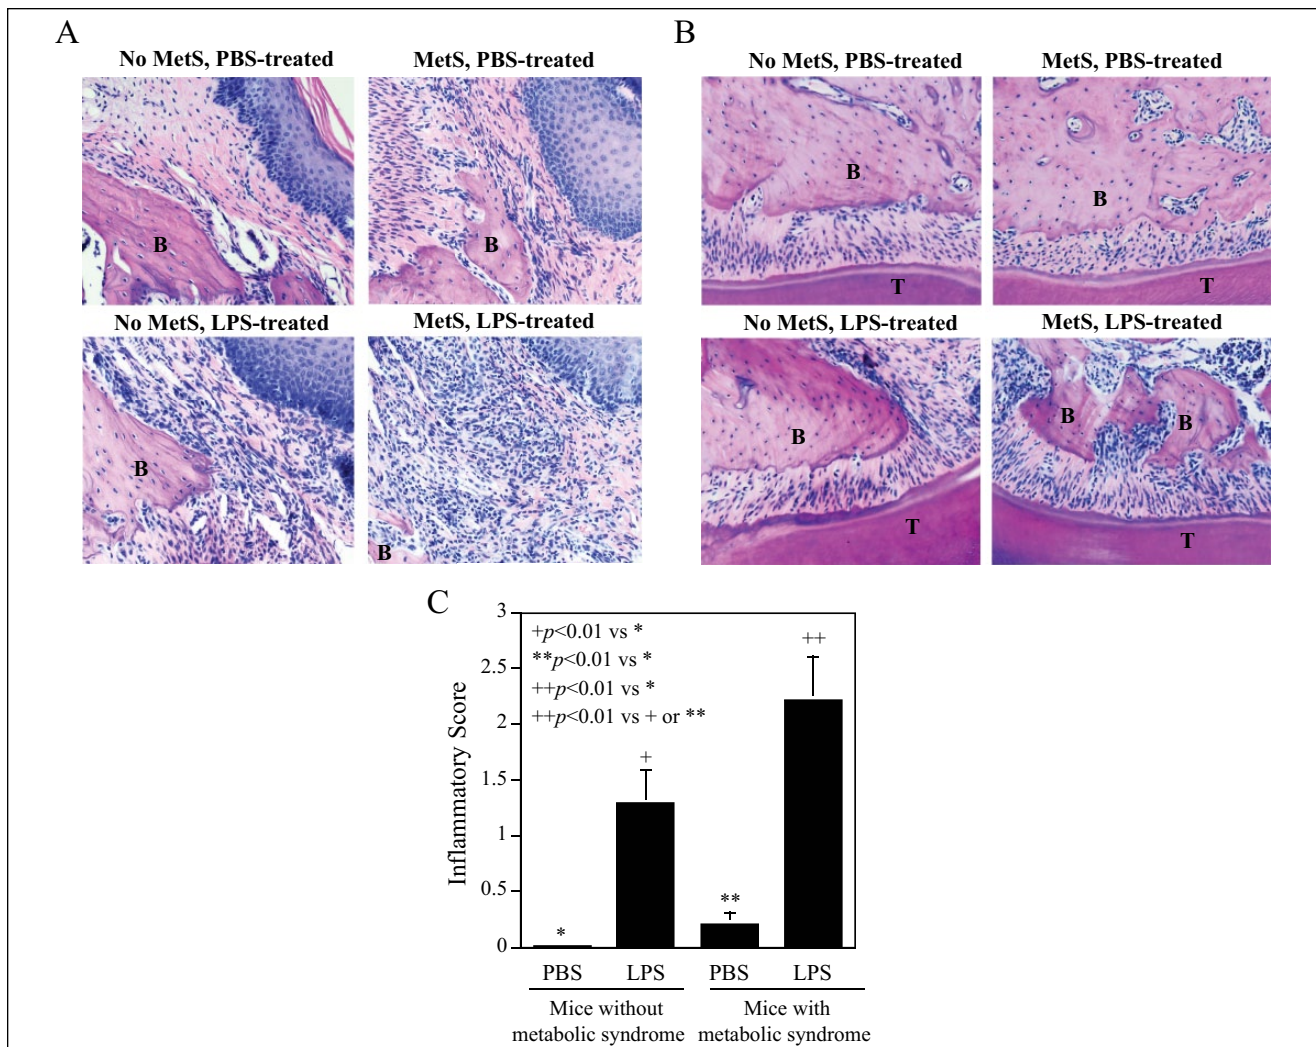 A
B
No MetS, PBS-treated
MetS, PBS-treated
No MetS, PBS-treated
MetS, PBS-treated
B
B
B
T
B
T
No MetS, LPS-treated
MetS, LPS-treated
No MetS, LPS-treated
MetS, LPS-treated
B
B
B
T
B
B
T
C
Inflammatory Score
3
2.5
2
1.5
1
0.5
0
+p<0.01 vs *
**p<0.01 vs *
++p<0.01 vs *
++p<0.01 vs + or **
*
+
**
++
PBS
LPS
PBS
LPS
Mice without
metabolic syndrome
Mice with
metabolic syndrome